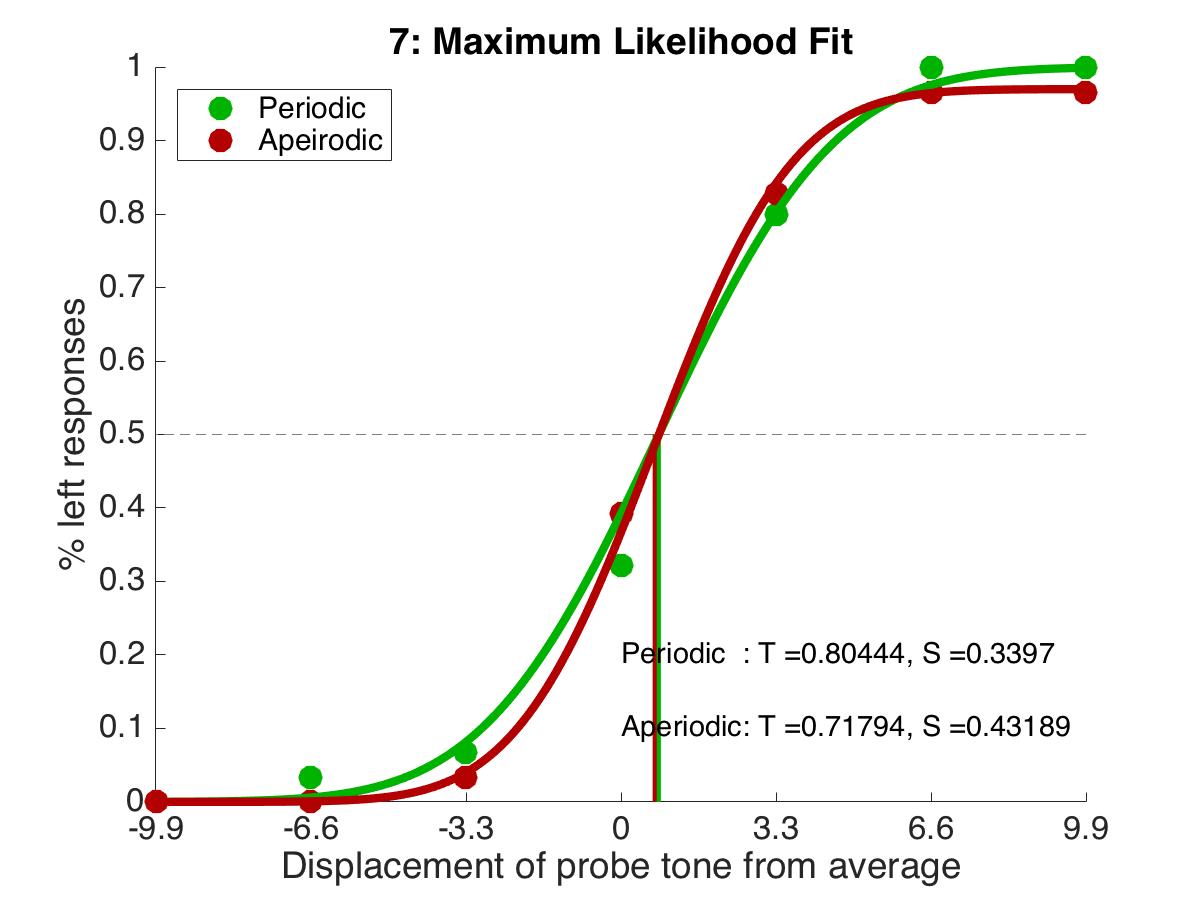 7: Maximum Likelihood Fit
1
Periodic
Apeirodic
0.9
0.8
0.7
0.6
0.5
0.4
0.3
0.2
0.1
0
% left responses
Periodic : T =0.80444, S =0.3397
Aperiodic: T =0.71794, S =0.43189
-9.9 -6.6 -3.3 0 3.3 6.6 9.9
Displacement of probe tone from average